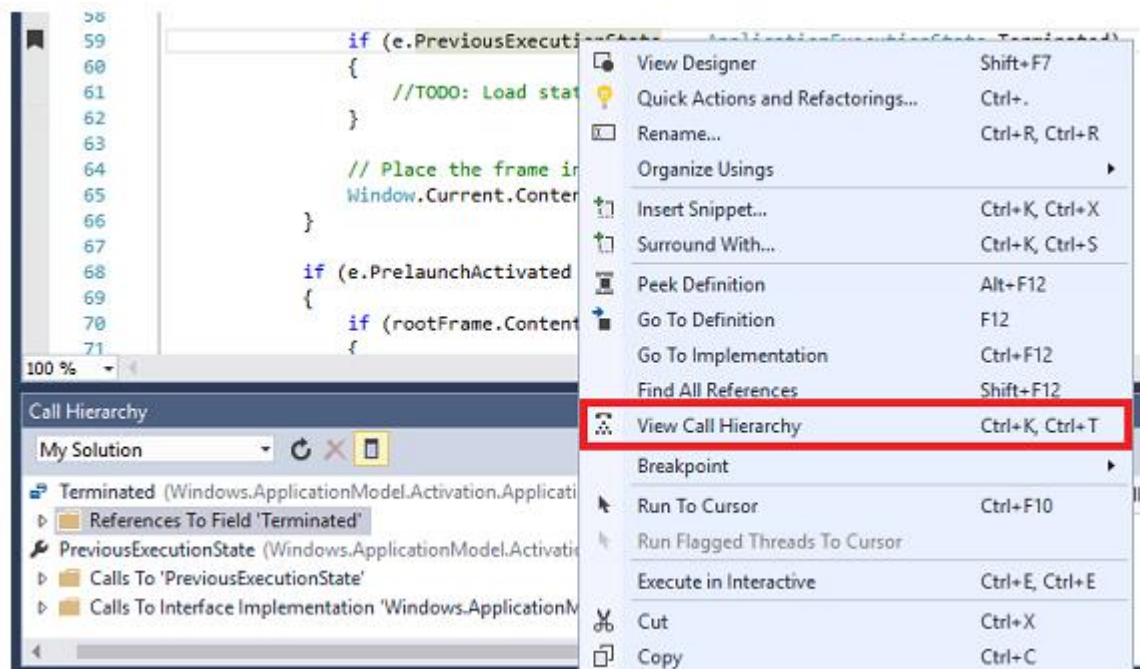 58
59 if (e.PreviousExecutionState ApplicationExecutionState.Terminated)
60 {
61 //TODO: Load stat
62 }
63
64 // Place the frame in
65 Window.Current.Conten
66 }
67
68 if (e.PrelaunchActivated
69 {
70 if (rootFrame.Content
71 {
100 %
View Designer Shift+F7
Quick Actions and Refactorings... Ctrl+.
Rename... Ctrl+R, Ctrl+R
Organize Usings
Insert Snippet... Ctrl+K, Ctrl+X
Surround With... Ctrl+K, Ctrl+S
Peek Definition Alt+F12
Go To Definition F12
Go To Implementation Ctrl+F12
Find All References Shift+F12
View Call Hierarchy Ctrl+K, Ctrl+T
Breakpoint
Run To Cursor Ctrl+F10
Run Flagged Threads To Cursor
Execute in Interactive Ctrl+E, Ctrl+E
Cut Ctrl+X
Copy Ctrl+C
Call Hierarchy
My Solution
Terminated (Windows.ApplicationModel.Activation.Applicati
References To Field 'Terminated'
PreviousExecutionState (Windows.ApplicationModel.Activatio
Calls To 'PreviousExecutionState'
Calls To Interface Implementation 'Windows.ApplicationM